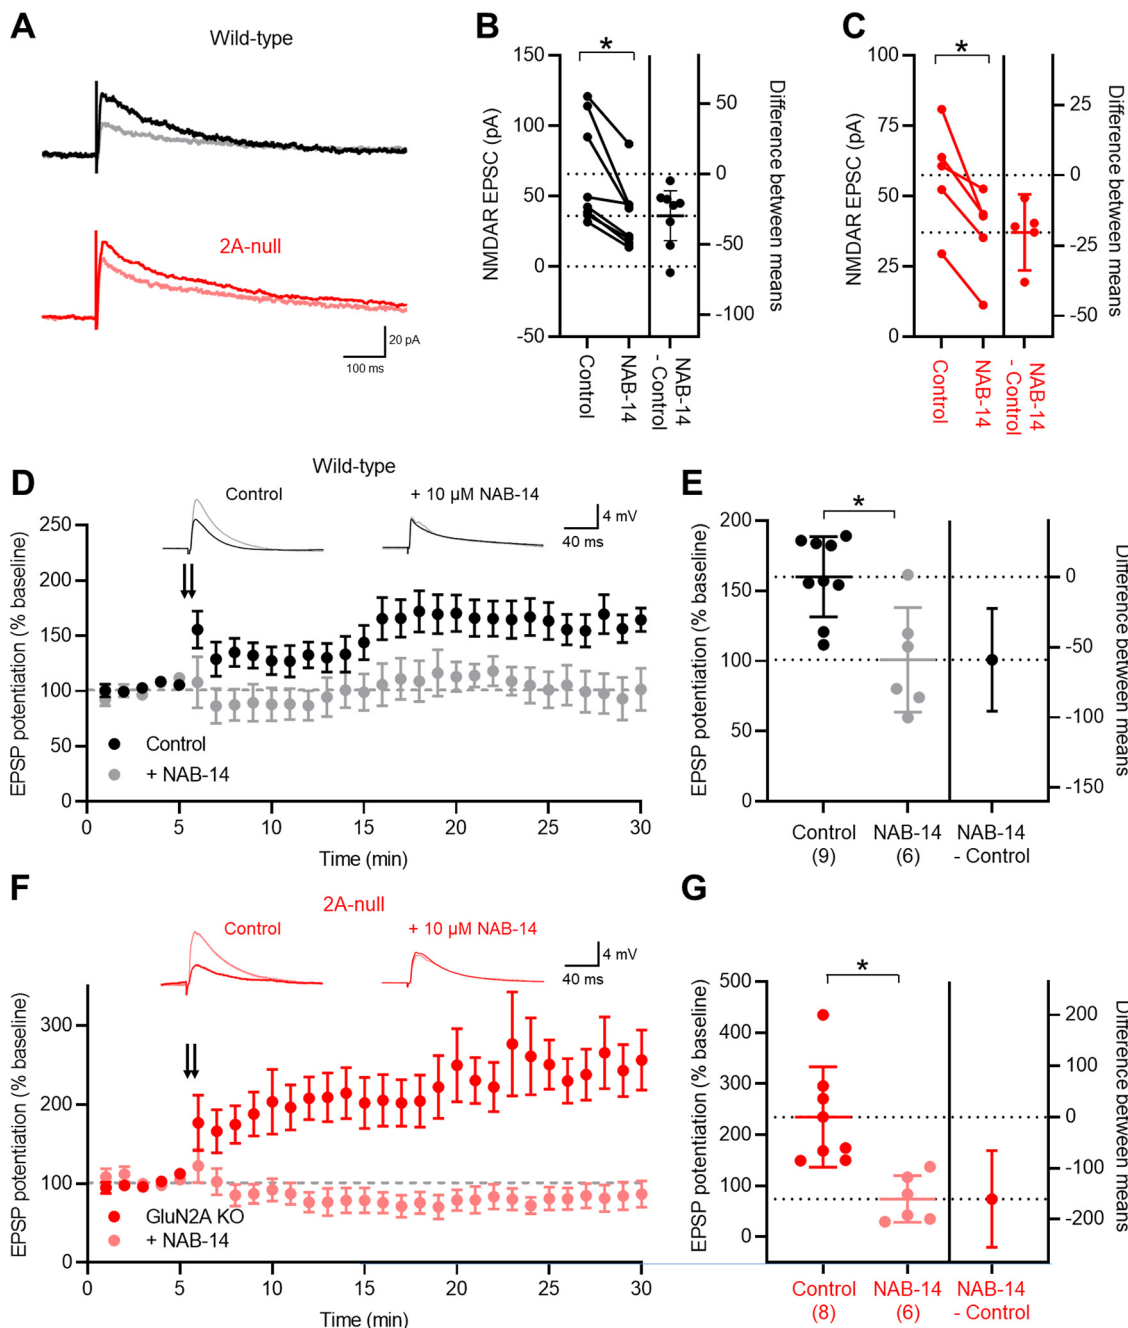 A
Wild-type
2A-null
20 pA
100 ms
B
*
150
100
50
0
-50
NMDAR EPSC (pA)
50
0
-50
-100
Difference between means
Control
NAB-14
NAB-14
- Control
C
*
100
75
50
25
0
NMDAR EPSC (pA)
25
0
-25
-50
Difference between means
Control
NAB-14
NAB-14
- Control
D
Wild-type
Control
+ 10 µM NAB-14
4 mV
40 ms
250
200
150
100
50
0
EPSP potentiation (% baseline)
Control
+ NAB-14
0 5 10 15 20 25 30
Time (min)
E
*
200
150
100
50
0
EPSP potentiation (% baseline)
0
-50
-100
-150
Difference between means
Control
(9)
NAB-14
(6)
NAB-14
- Control
F
2A-null
Control
+ 10 µM NAB-14
4 mV
40 ms
300
200
100
0
EPSP potentiation (% baseline)
GluN2A KO
+ NAB-14
0 5 10 15 20 25 30
Time (min)
G
*
500
400
300
200
100
0
EPSP potentiation (% baseline)
200
100
0
-100
-200
Difference between means
Control
(8)
NAB-14
(6)
NAB-14
- Control